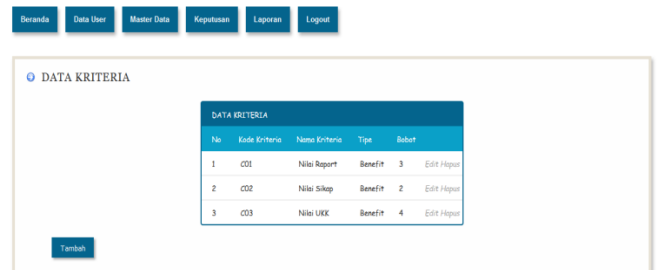 Beranda Data User Master Data Keputusan Laporan Logout
DATA KRITERIA
DATA KRITERIA
No Kode Kriteria Nama Kriteria Tipe Bobot
1 C01 Nilai Raport Benefit 3 Edit Hapus
2 C02 Nilai Sikap Benefit 2 Edit Hapus
3 C03 Nilai UKK Benefit 4 Edit Hapus
Tambah